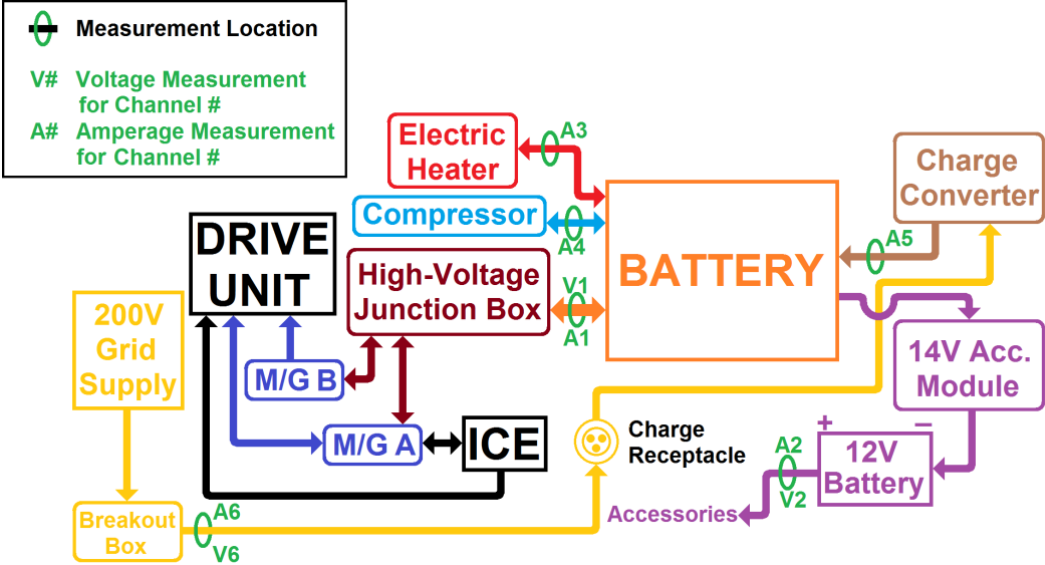 Measurement Location
V# Voltage Measurement
for Channel #
A# Amperage Measurement
for Channel #
Electric
Heater
A3
Charge
Converter
Compressor
A4
A5
DRIVE
UNIT
High-Voltage
Junction Box
V1
A1
BATTERY
200V
Grid
Supply
M/G B
14V Acc.
Module
M/G A
ICE
Charge
Receptacle
+ −
12V
Battery
A2
V2
Accessories
Breakout
Box
A6
V6